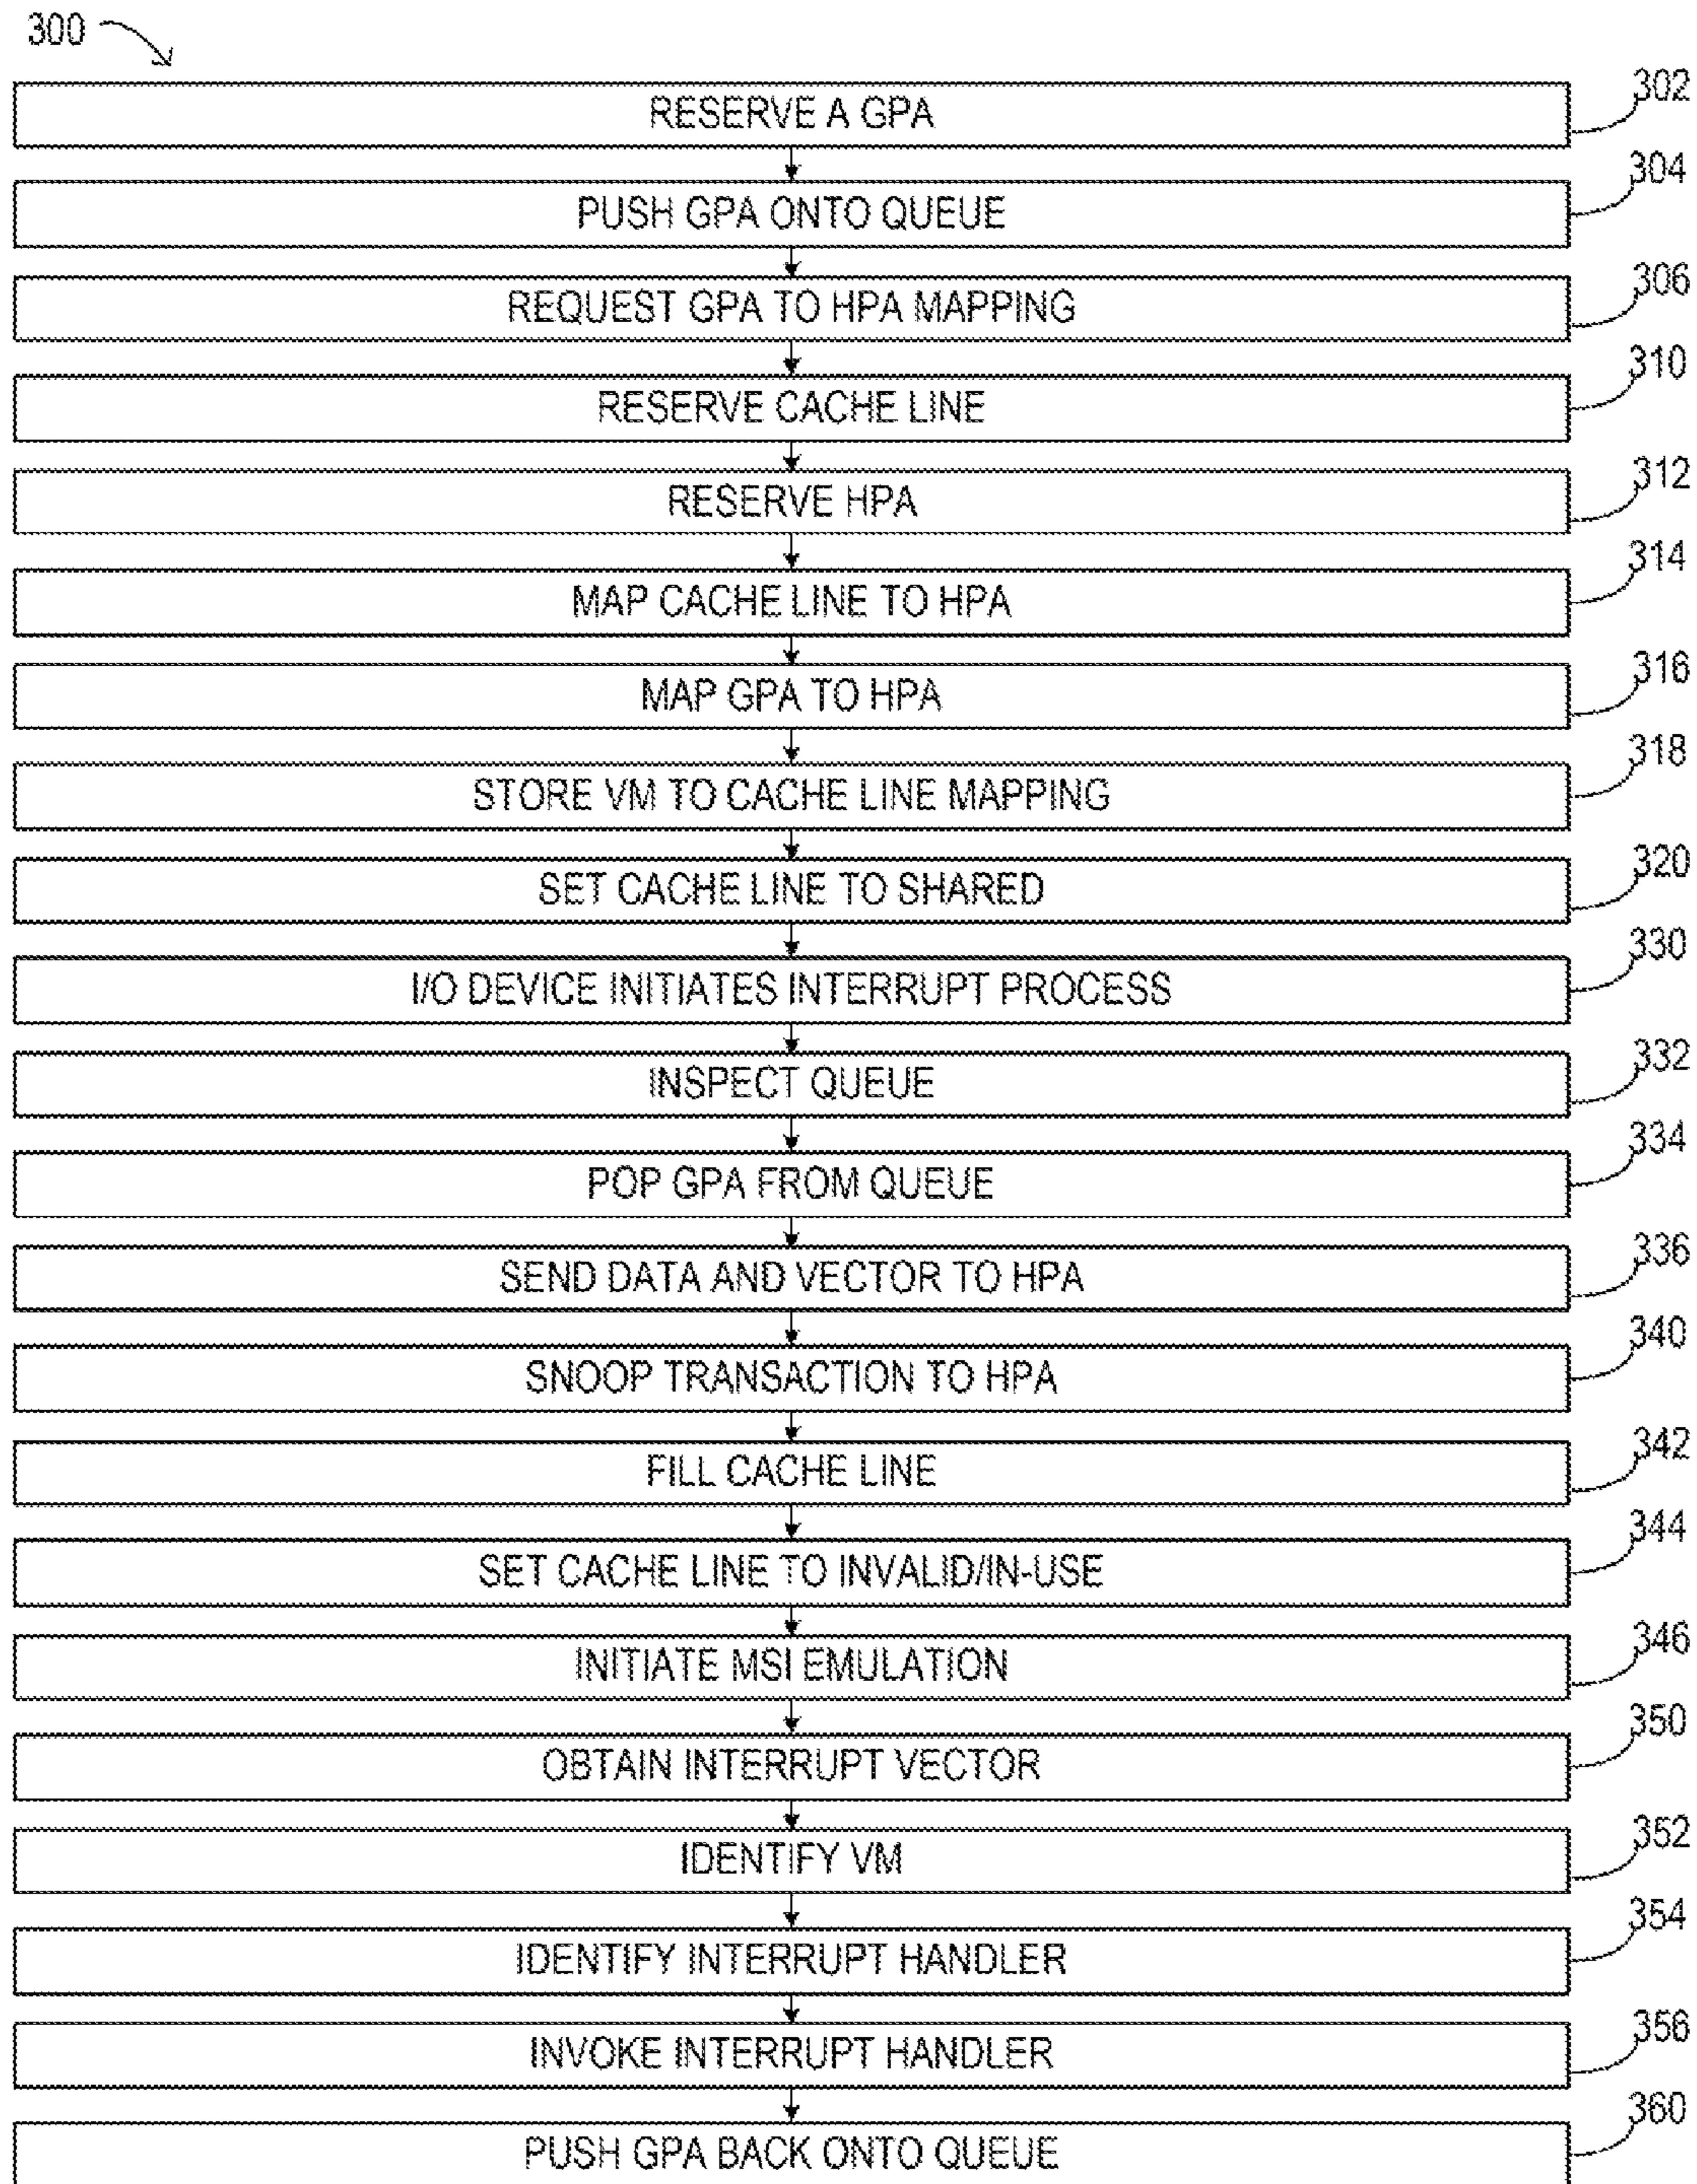 300
302
RESERVE A GPA
304
PUSH GPA ONTO QUEUE
306
REQUEST GPA TO HPA MAPPING
310
RESERVE CACHE LINE
312
RESERVE HPA
314
MAP CACHE LINE TO HPA
316
MAP GPA TO HPA
318
STORE VM TO CACHE LINE MAPPING
320
SET CACHE LINE TO SHARED
330
I/O DEVICE INITIATES INTERRUPT PROCESS
332
INSPECT QUEUE
334
POP GPA FROM QUEUE
336
SEND DATA AND VECTOR TO HPA
340
SNOOP TRANSACTION TO HPA
342
FILL CACHE LINE
344
SET CACHE LINE TO INVALID/IN-USE
346
INITIATE MSI EMULATION
350
OBTAIN INTERRUPT VECTOR
352
IDENTIFY VM
354
IDENTIFY INTERRUPT HANDLER
356
INVOKE INTERRUPT HANDLER
360
PUSH GPA BACK ONTO QUEUE